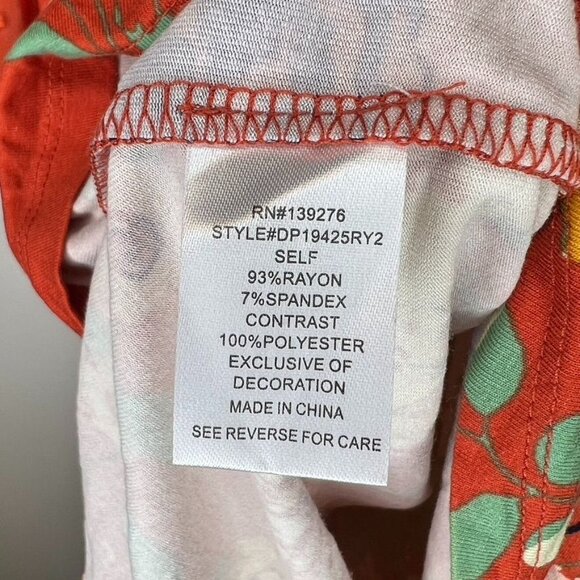 RN#139276
STYLE#DP19425RY2
SELF
93%RAYON
7%SPANDEX
CONTRAST
100%POLYESTER
EXCLUSIVE OF
DECORATION
MADE IN CHINA
SEE REVERSE FOR CARE